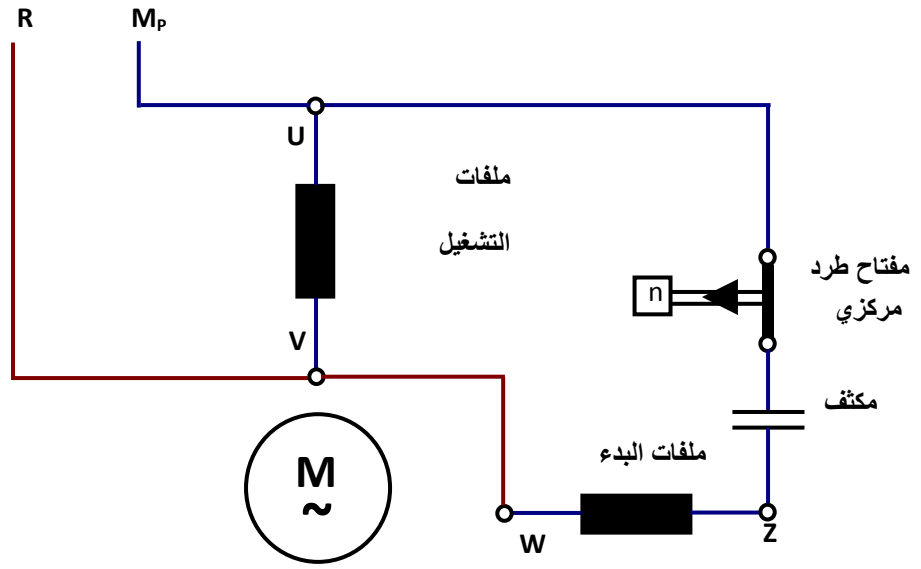 R
Mₚ
U
ملفات
التشغيل
مفتاح طرد
مركزي
n
V
مكثف
ملفات البدء
M
~
W
Z